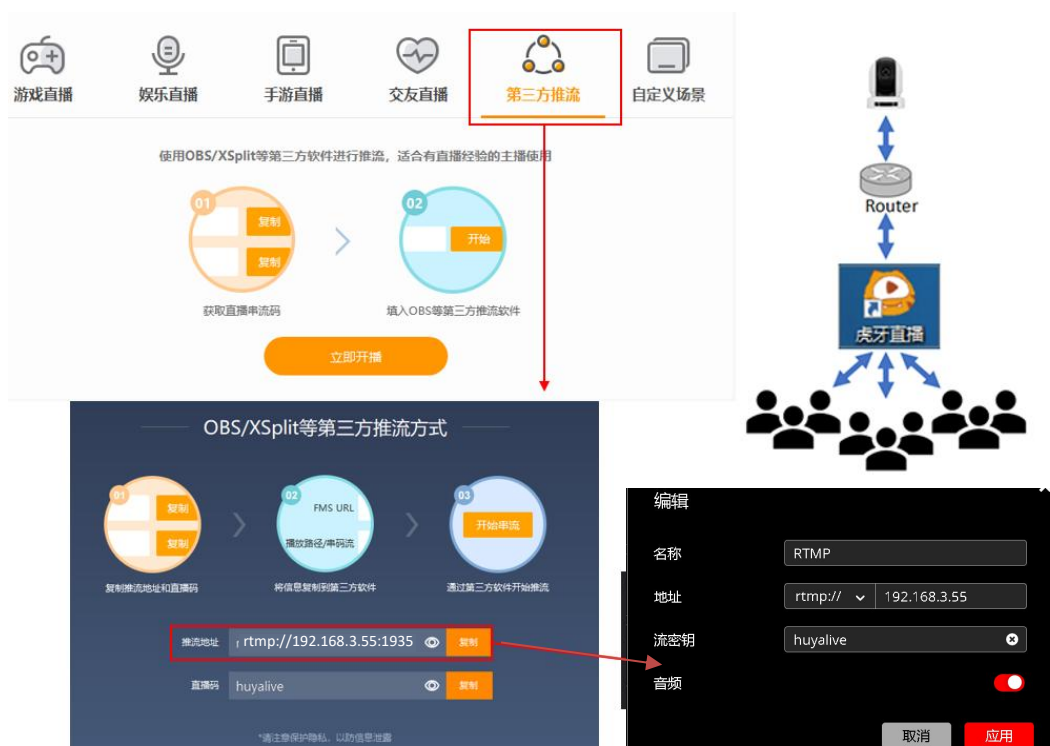 游戏直播
娱乐直播
手游直播
交友直播
第三方推流
自定义场景
使用OBS/XSplit等第三方软件进行推流，适合有直播经验的主播使用
01
复制
复制
02
开始
获取直播串流码
填入OBS等第三方推流软件
立即开播
Router
虎牙直播
OBS/XSplit等第三方推流方式
01
复制
复制
02
FMS URL
播放路径/串码流
03
开始串流
复制推流地址和直播码
将信息复制到第三方软件
通过第三方软件开始推流
推流地址
rtmp://192.168.3.55:1935
复制
直播码
huyalive
复制
*请注意保护隐私，以防信息泄露
编辑
名称
RTMP
地址
rtmp://
192.168.3.55
流密钥
huyalive
音频
取消
应用